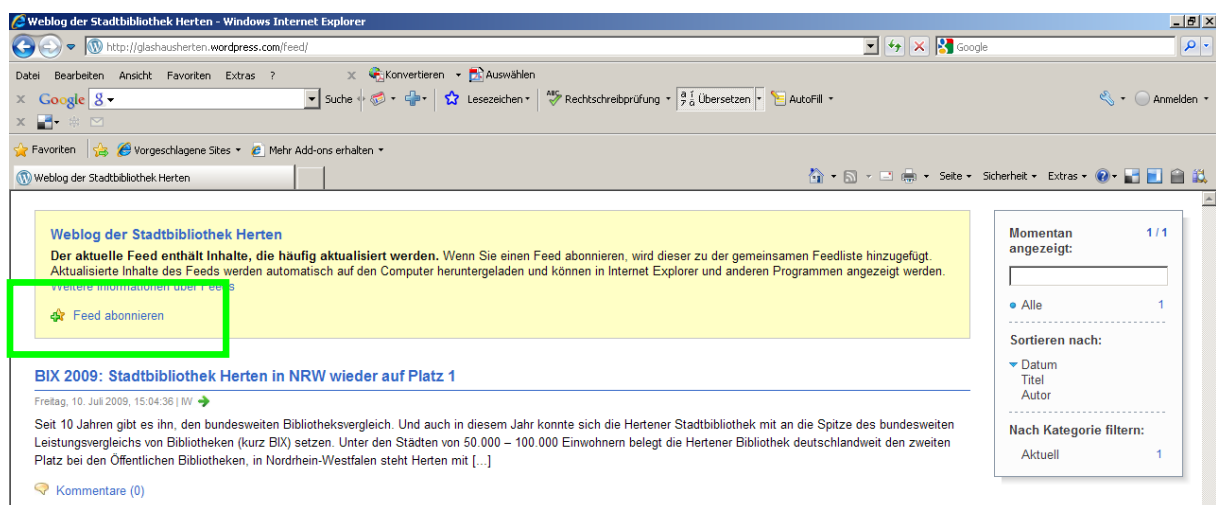 Weblog der Stadtbibliothek Herten - Windows Internet Explorer
http://glashausherten.wordpress.com/feed/
Google
Datei Bearbeiten Ansicht Favoriten Extras ? x Konvertieren Auswählen
x Google Suche Lesezeichen Rechtschreibprüfung Übersetzen AutoFill Anmelden
x
Favoriten Vorgeschlagene Sites Mehr Add-ons erhalten
Weblog der Stadtbibliothek Herten
Seite Sicherheit Extras
Weblog der Stadtbibliothek Herten
Der aktuelle Feed enthält Inhalte, die häufig aktualisiert werden. Wenn Sie einen Feed abonnieren, wird dieser zu der gemeinsamen Feedliste hinzugefügt.
Aktualisierte Inhalte des Feeds werden automatisch auf den Computer heruntergeladen und können in Internet Explorer und anderen Programmen angezeigt werden.
Weitere Informationen über Feeds
Feed abonnieren
BIX 2009: Stadtbibliothek Herten in NRW wieder auf Platz 1
Freitag, 10. Juli 2009, 15:04:36 | IW
Seit 10 Jahren gibt es ihn, den bundesweiten Bibliotheksvergleich. Und auch in diesem Jahr konnte sich die Hertener Stadtbibliothek mit an die Spitze des bundesweiten
Leistungsvergleichs von Bibliotheken (kurz BIX) setzen. Unter den Städten von 50.000 – 100.000 Einwohnern belegt die Hertener Bibliothek deutschlandweit den zweiten
Platz bei den Öffentlichen Bibliotheken, in Nordrhein-Westfalen steht Herten mit [...]
Kommentare (0)
Momentan 1 / 1
angezeigt:
Alle 1
Sortieren nach:
Datum
Titel
Autor
Nach Kategorie filtern:
Aktuell 1